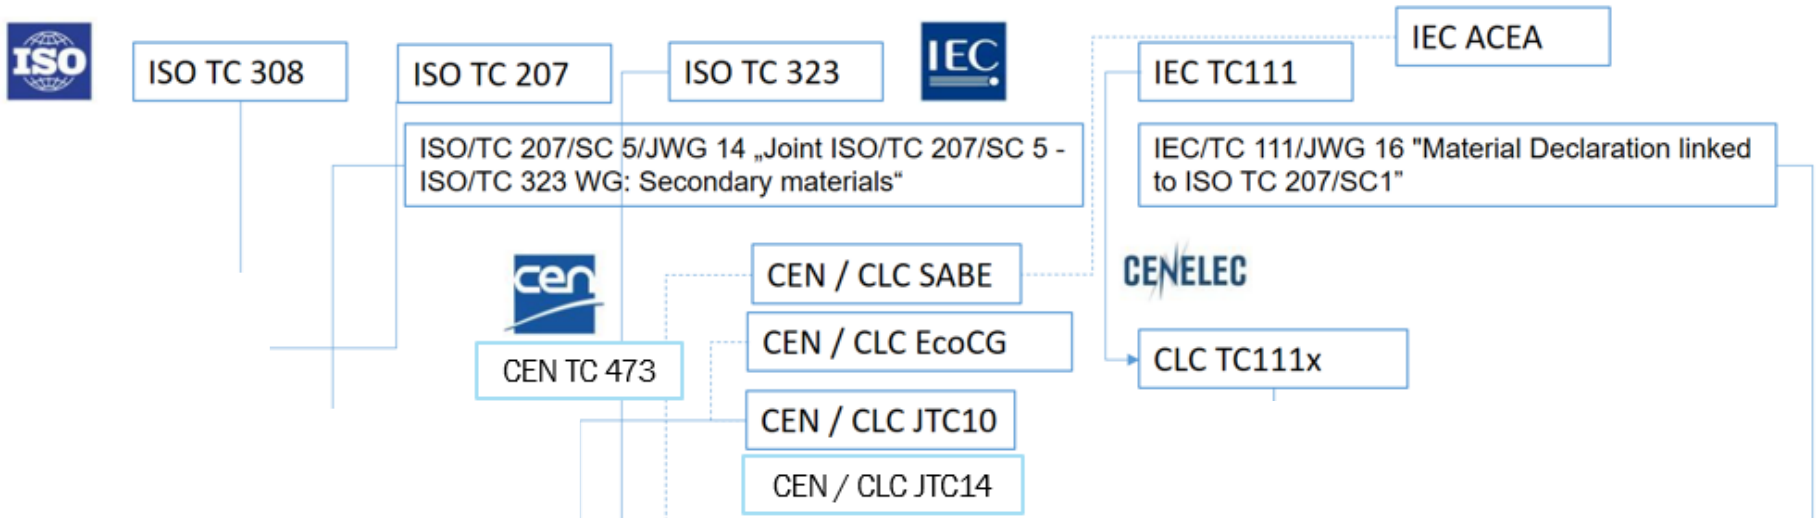 ISO
ISO TC 308
ISO TC 207
ISO TC 323
IEC
IEC TC111
IEC ACEA
ISO/TC 207/SC 5/JWG 14 „Joint ISO/TC 207/SC 5 -
ISO/TC 323 WG: Secondary materials“
IEC/TC 111/JWG 16 "Material Declaration linked
to ISO TC 207/SC1”
cen
CEN / CLC SABE
CENELEC
CEN / CLC EcoCG
CEN TC 473
CLC TC111x
CEN / CLC JTC10
CEN / CLC JTC14